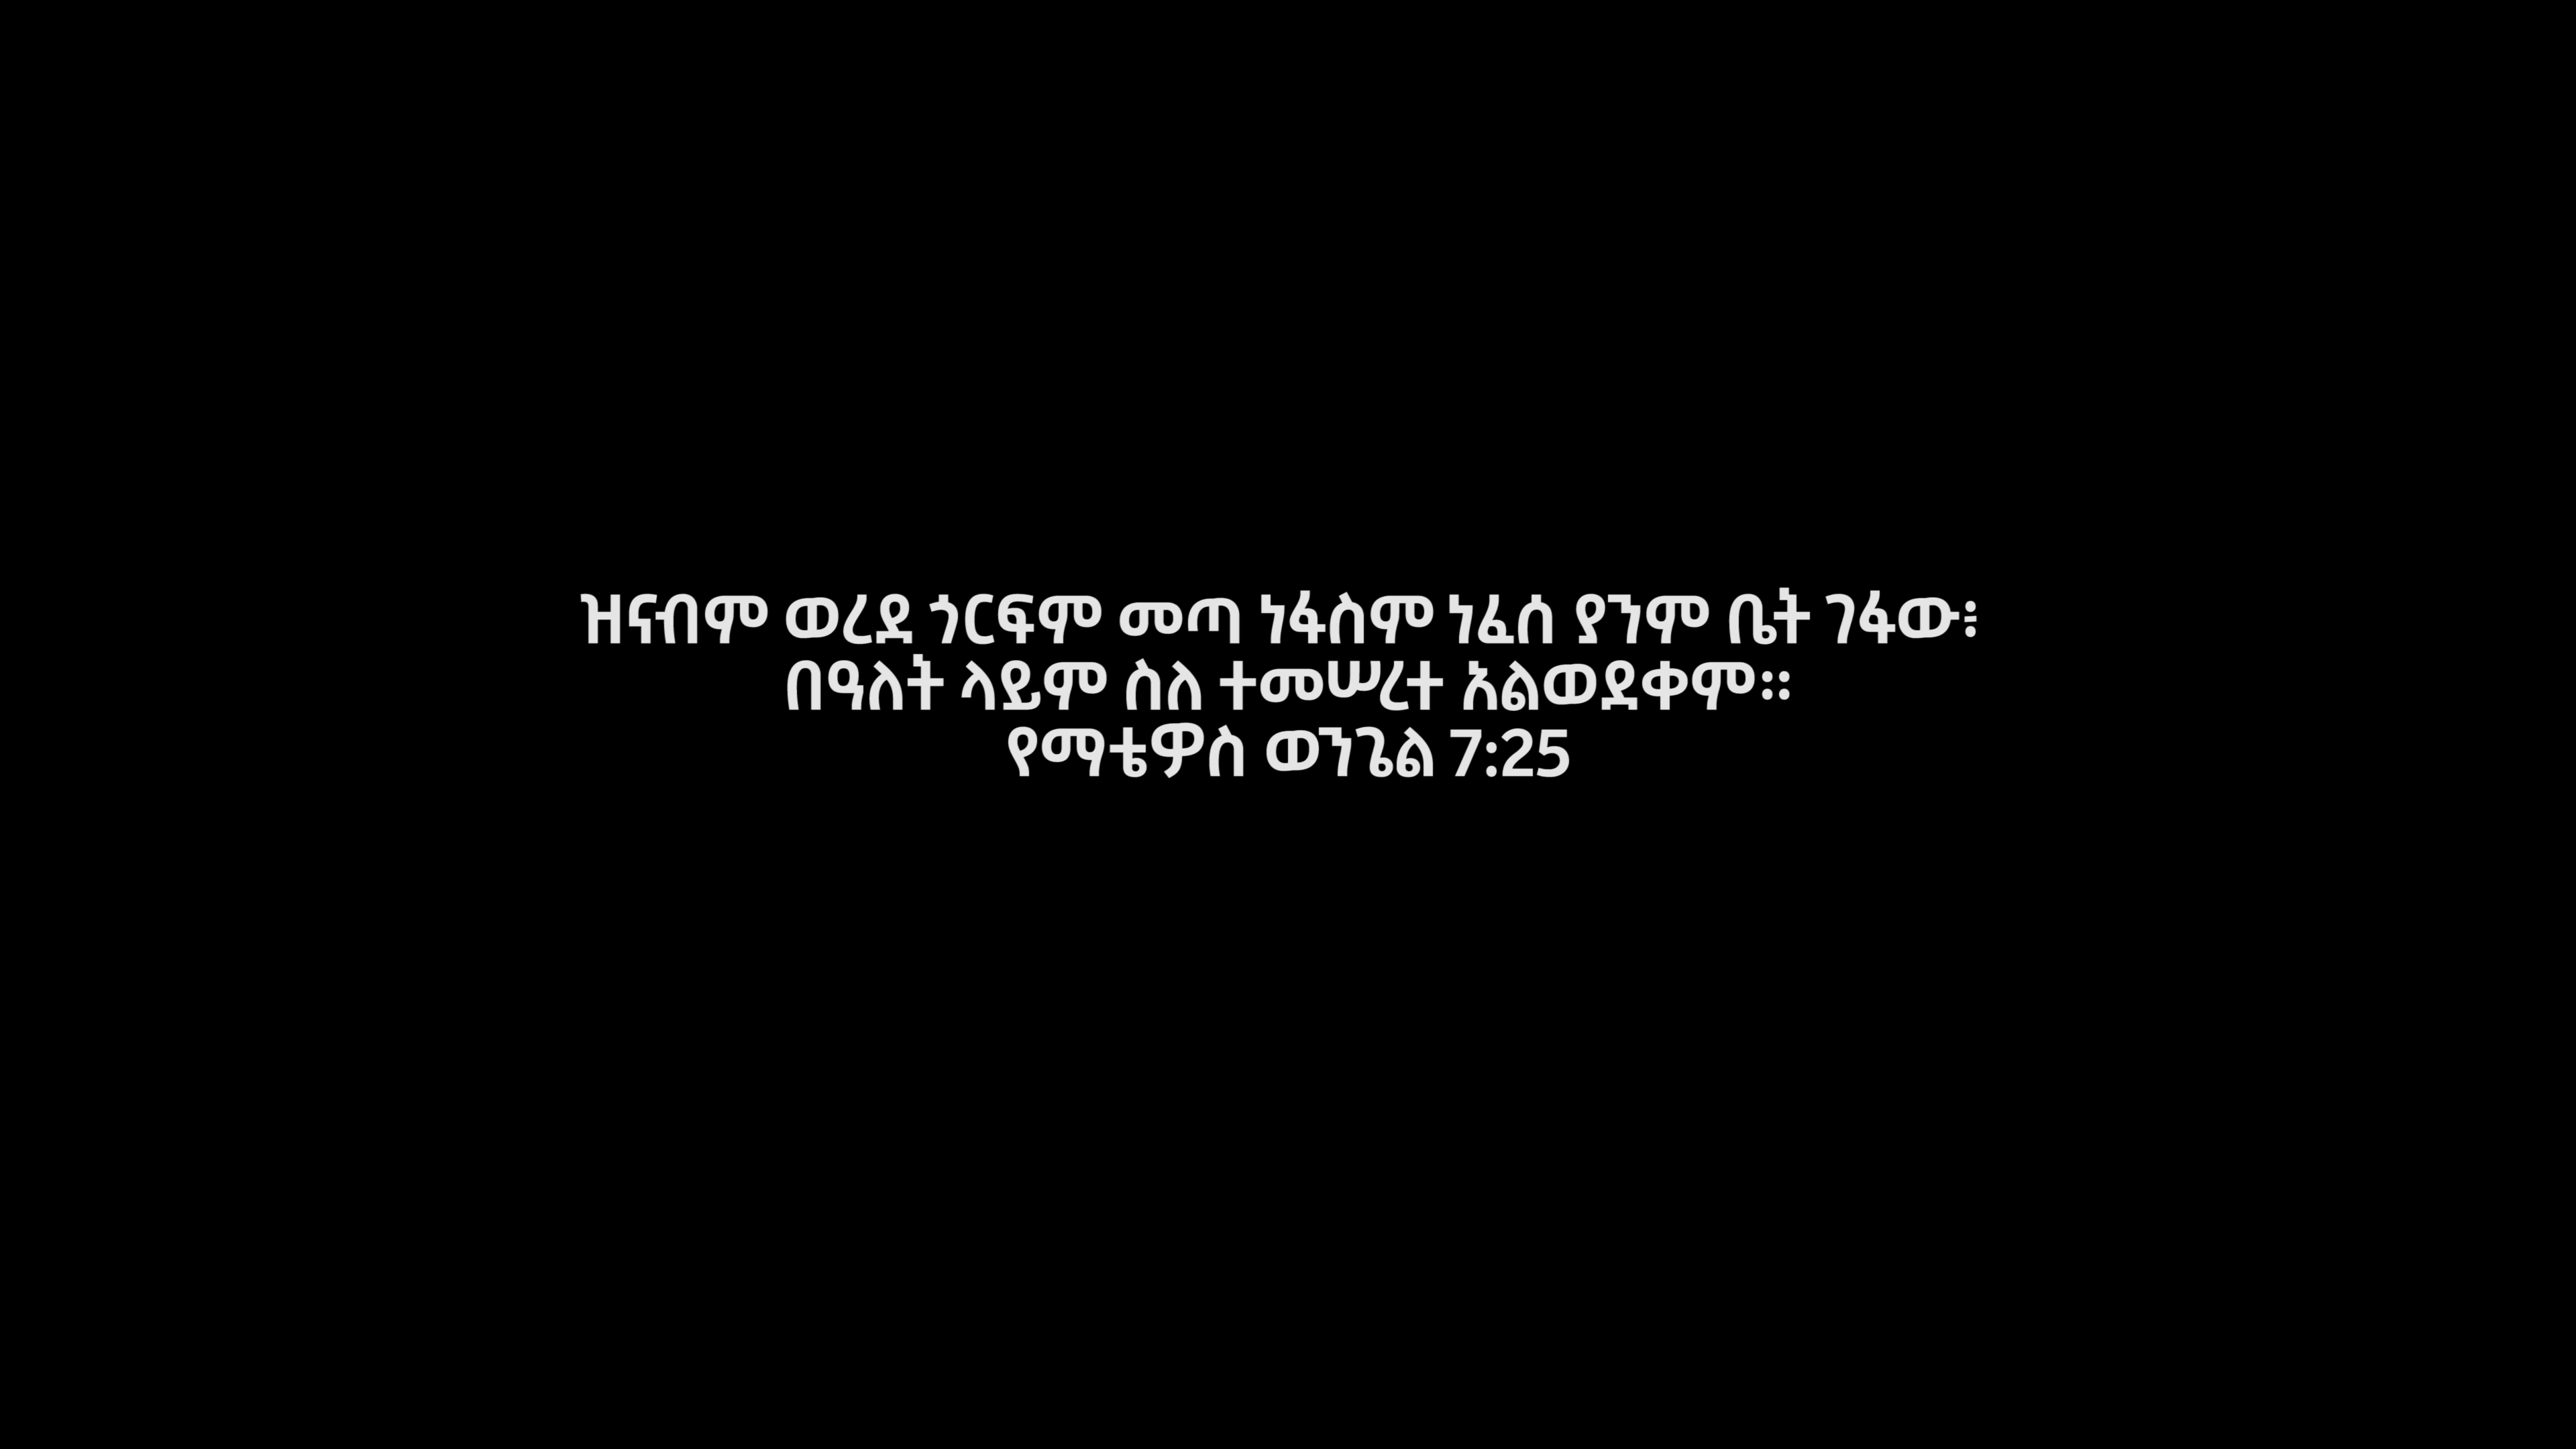 ዝናብም ወረደ ጎርፍም መጣ ነፋስም ነፈሰ ያንም ቤት ገፋው፥
በዓለት ላይም ስለ ተመሠረተ አልወደቀም።
የማቴዎስ ወንጌል 7:25